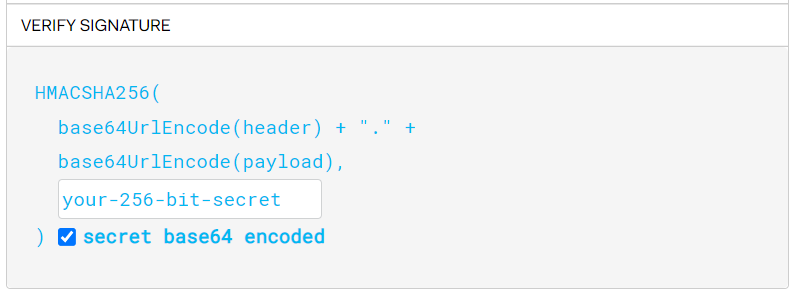 VERIFY SIGNATURE
HMACSHA256(
base64UrlEncode(header) + "." +
base64UrlEncode(payload),
your-256-bit-secret
) secret base64 encoded